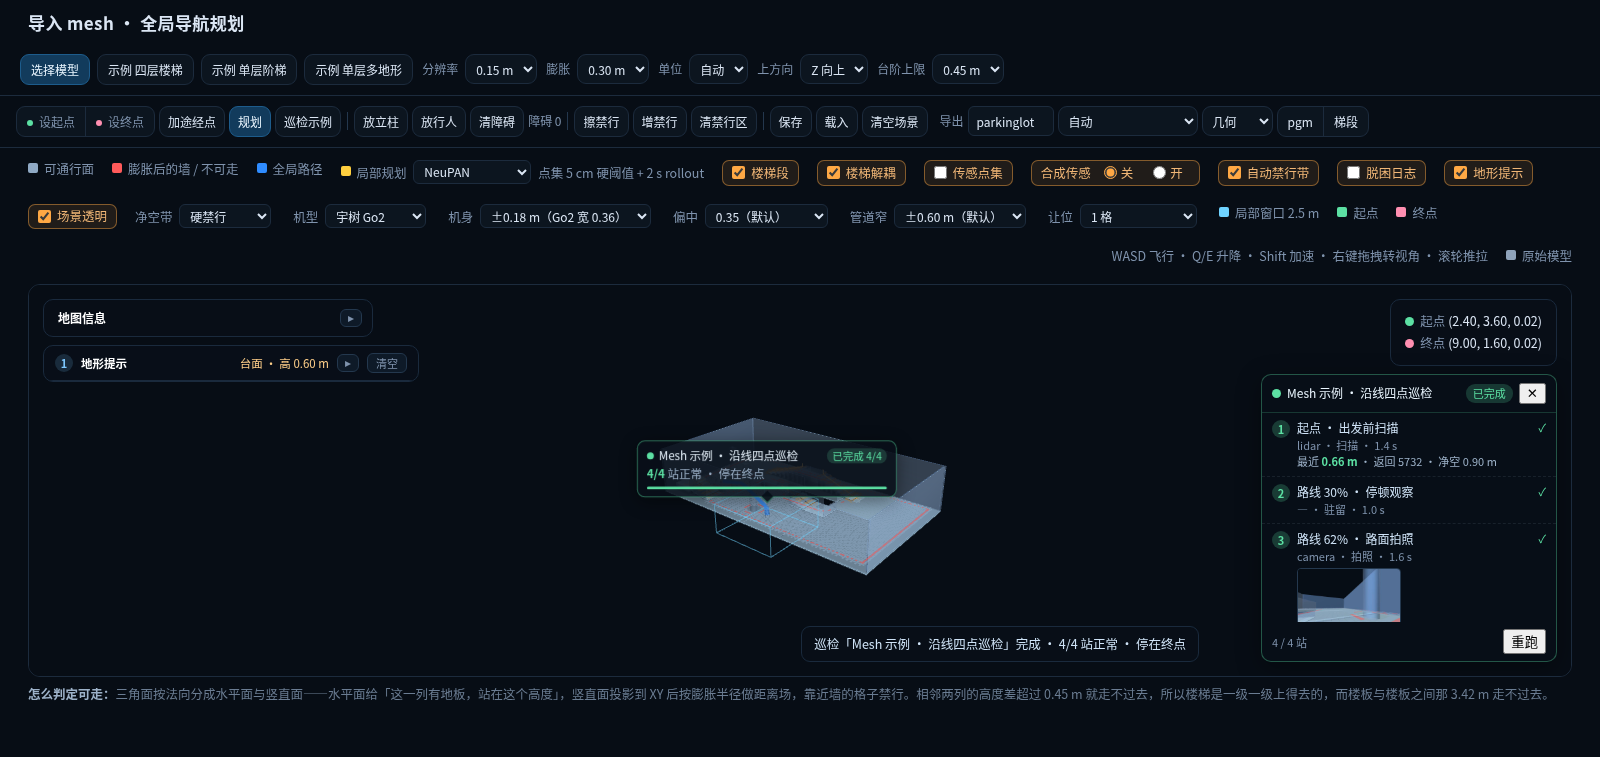 导入 mesh · 全局导航规划
选择模型 示例 四层楼梯 示例 单层阶梯 示例 单层多地形 分辨率 0.15 m 膨胀 0.30 m 单位 自动 上方向 Z 向上 台阶上限 0.45 m
设起点 设终点 加途经点 规划 巡检示例 放立柱 放行人 清障碍 障碍 0 擦禁行 增禁行 清禁行区 保存 载入 清空场景 导出 parkinglot 自动 几何 pgm 梯段
可通行面 膨胀后的墙 / 不可走 全局路径 局部规划 NeuPAN 点集 5 cm 硬阈值 + 2 s rollout 楼梯段 楼梯解耦 传感点集 合成传感 关 开 自动禁行带 脱困日志 地形提示
场景透明 净空带 硬禁行 机型 宇树 Go2 机身 ±0.18 m（Go2 宽 0.36） 偏中 0.35（默认） 管道窄 ±0.60 m（默认） 让位 1 格 局部窗口 2.5 m 起点 终点
WASD 飞行 · Q/E 升降 · Shift 加速 · 右键拖拽转视角 · 滚轮推拉 原始模型
地图信息
1 地形提示 台面 · 高 0.60 m 清空
起点 (2.40, 3.60, 0.02)
终点 (9.00, 1.60, 0.02)
Mesh 示例 · 沿线四点巡检 已完成 4/4
4/4 站正常 · 停在终点
Mesh 示例 · 沿线四点巡检 已完成 ✕
1 起点 · 出发前扫描 ✓
lidar · 扫描 · 1.4 s
最近 0.66 m · 返回 5732 · 净空 0.90 m
2 路线 30% · 停顿观察 ✓
— · 驻留 · 1.0 s
3 路线 62% · 路面拍照 ✓
camera · 拍照 · 1.6 s
4 / 4 站 重跑
巡检「Mesh 示例 · 沿线四点巡检」完成 · 4/4 站正常 · 停在终点
怎么判定可走：三角面按法向分成水平面与竖直面——水平面给「这一列有地板，站在这个高度」，竖直面投影到 XY 后按膨胀半径做距离场，靠近墙的格子禁行。相邻两列的高度差超过 0.45 m 就走不过去，所以楼梯是一级一级上得去的，而楼板与楼板之间那 3.42 m 走不过去。